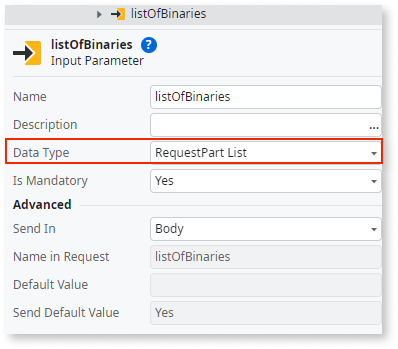 listOfBinaries
listOfBinaries ?
Input Parameter
Name listOfBinaries
Description ...
Data Type RequestPart List
Is Mandatory Yes
Advanced
Send In Body
Name in Request listOfBinaries
Default Value
Send Default Value Yes